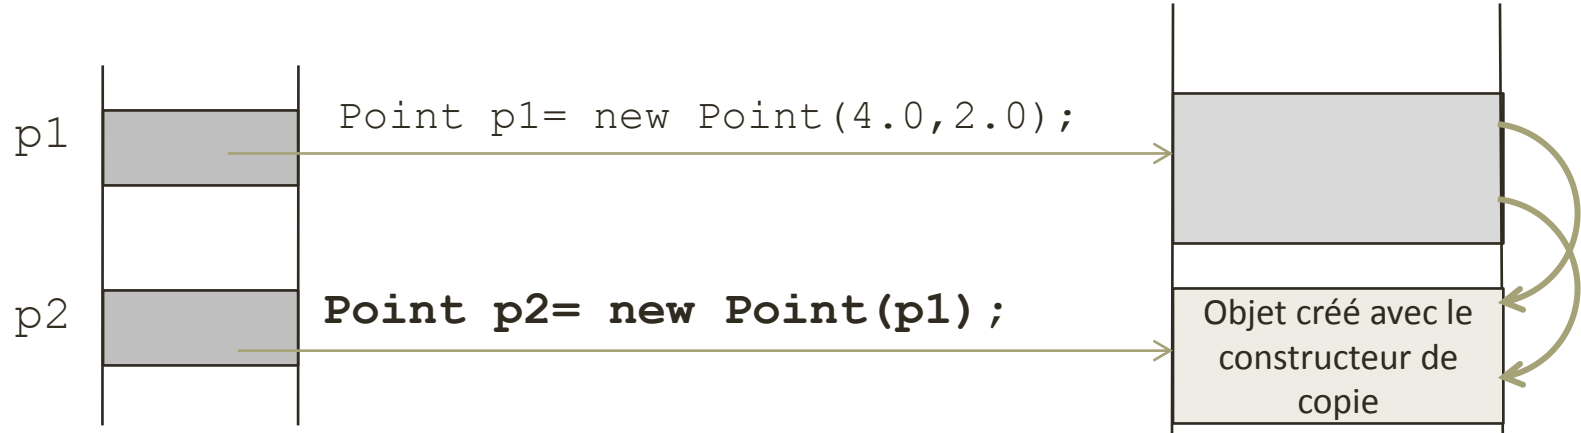 p1
Point p1= new Point(4.0,2.0);
p2
Point p2= new Point(p1);
Objet créé avec le
constructeur de
copie